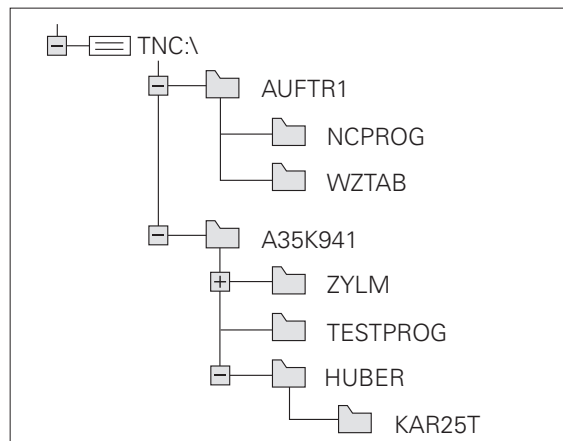 TNC:\
AUFTR1
NCPROG
WZTAB
A35K941
ZYLM
TESTPROG
HUBER
KAR25T